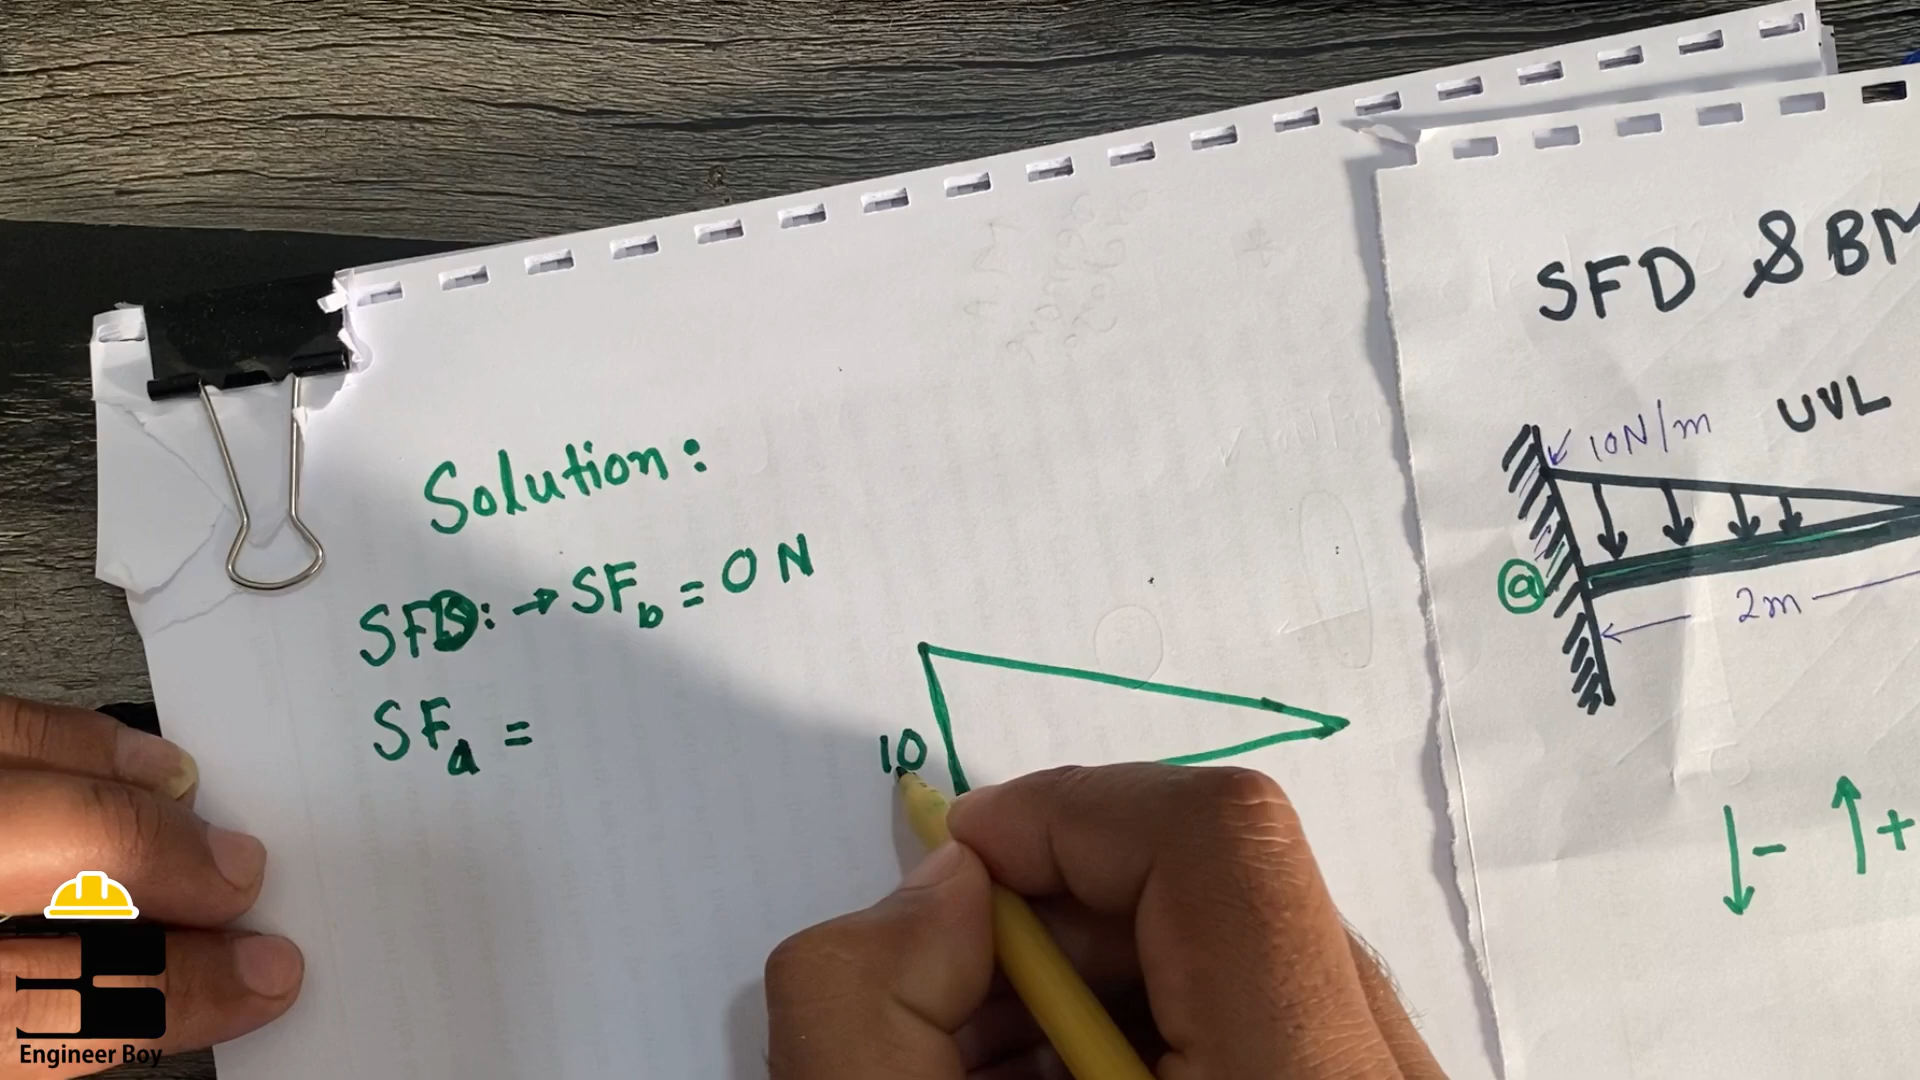 Solution:
SFD: → SFb = 0 N
SFa =
10
SFD & BM
UVL
10N/m
a
2m
- +
Engineer Boy